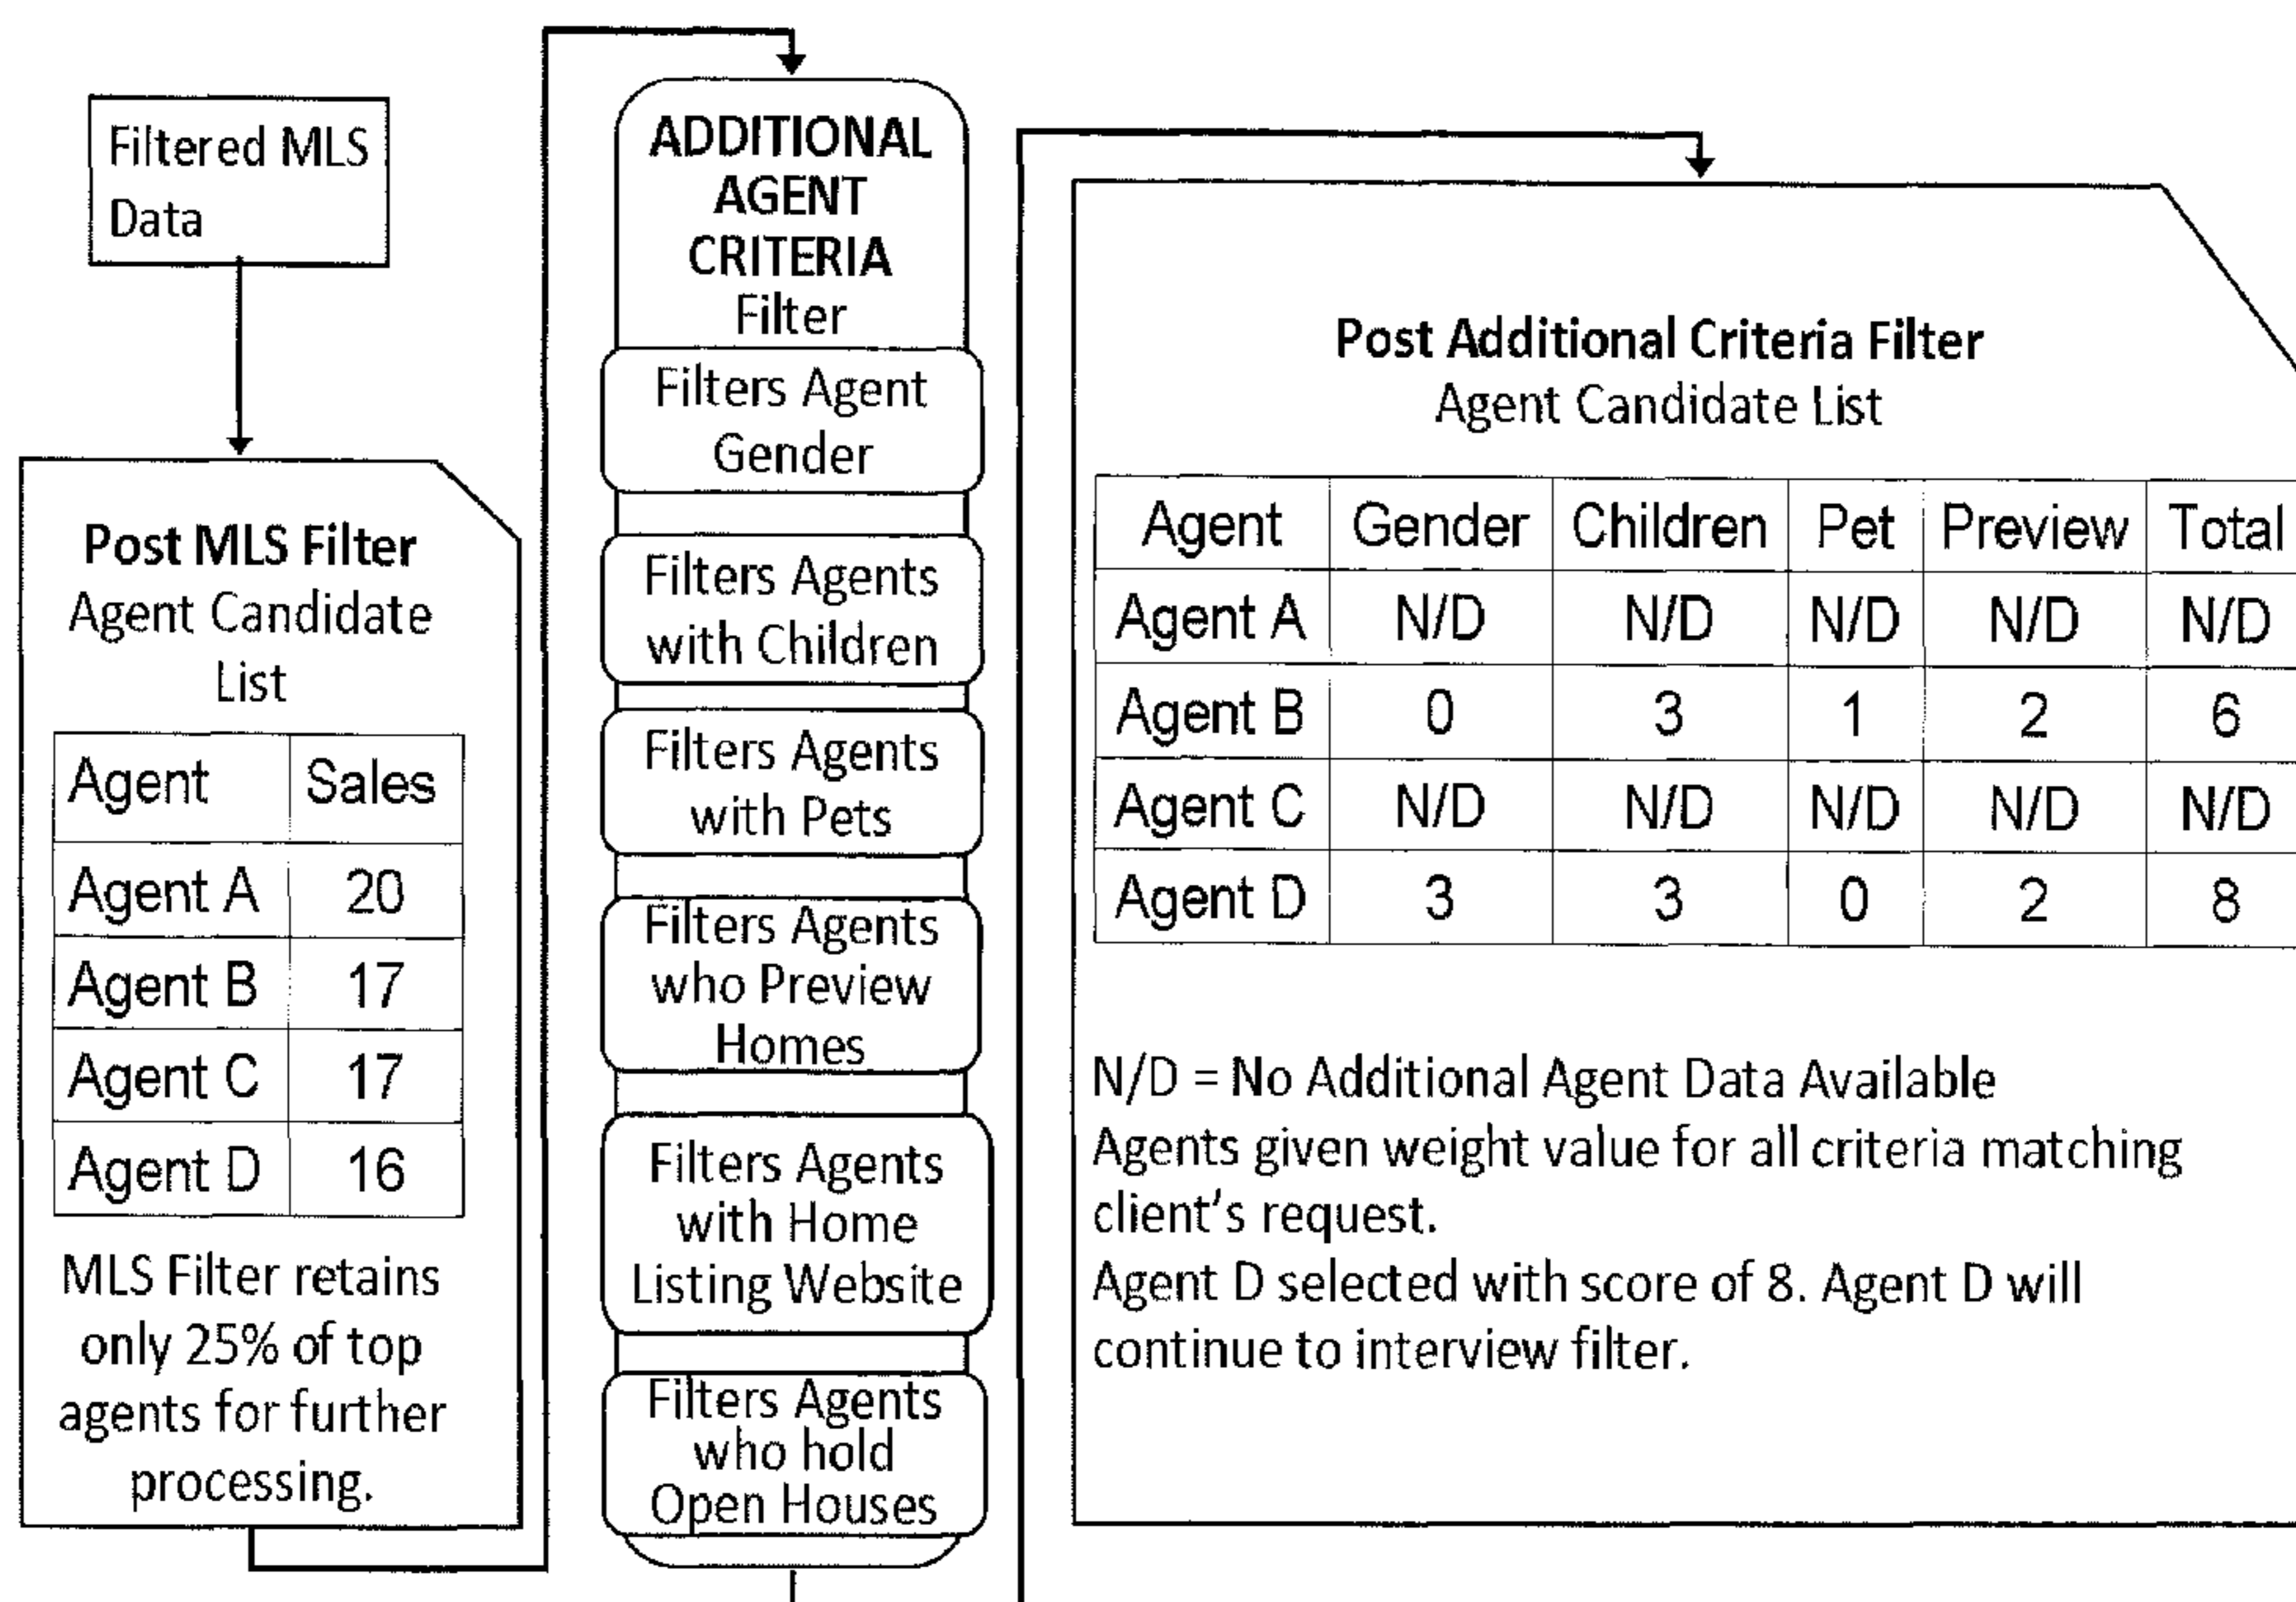 Filtered MLS
Data
Post MLS Filter
Agent Candidate
List
Agent Sales
Agent A 20
Agent B 17
Agent C 17
Agent D 16
MLS Filter retains
only 25% of top
agents for further
processing.
ADDITIONAL
AGENT
CRITERIA
Filter
Filters Agent
Gender
Filters Agents
with Children
Filters Agents
with Pets
Filters Agents
who Preview
Homes
Filters Agents
with Home
Listing Website
Filters Agents
who hold
Open Houses
Post Additional Criteria Filter
Agent Candidate List
Agent Gender Children Pet Preview Total
Agent A N/D N/D N/D N/D N/D
Agent B 0 3 1 2 6
Agent C N/D N/D N/D N/D N/D
Agent D 3 3 0 2 8
N/D = No Additional Agent Data Available
Agents given weight value for all criteria matching
client's request.
Agent D selected with score of 8. Agent D will
continue to interview filter.